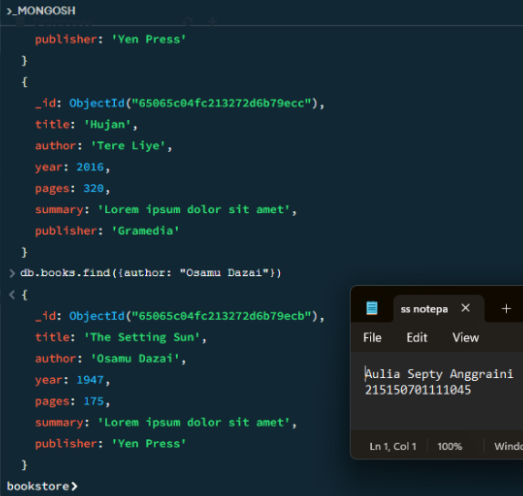 >_MONGOSH
publisher: 'Yen Press'
}
{
_id: ObjectId("65065c04fc213272d6b79ecc"),
title: 'Hujan',
author: 'Tere Liye',
year: 2016,
pages: 320,
summary: 'Lorem ipsum dolor sit amet',
publisher: 'Gramedia'
}
> db.books.find({author: "Osamu Dazai"})
< {
_id: ObjectId("65065c04fc213272d6b79ecb"),
title: 'The Setting Sun',
author: 'Osamu Dazai',
year: 1947,
pages: 175,
summary: 'Lorem ipsum dolor sit amet',
publisher: 'Yen Press'
}
bookstore>
ss notepa × +
File Edit View
Aulia Septy Anggraini
215150701111045
Ln 1, Col 1 100% Windo